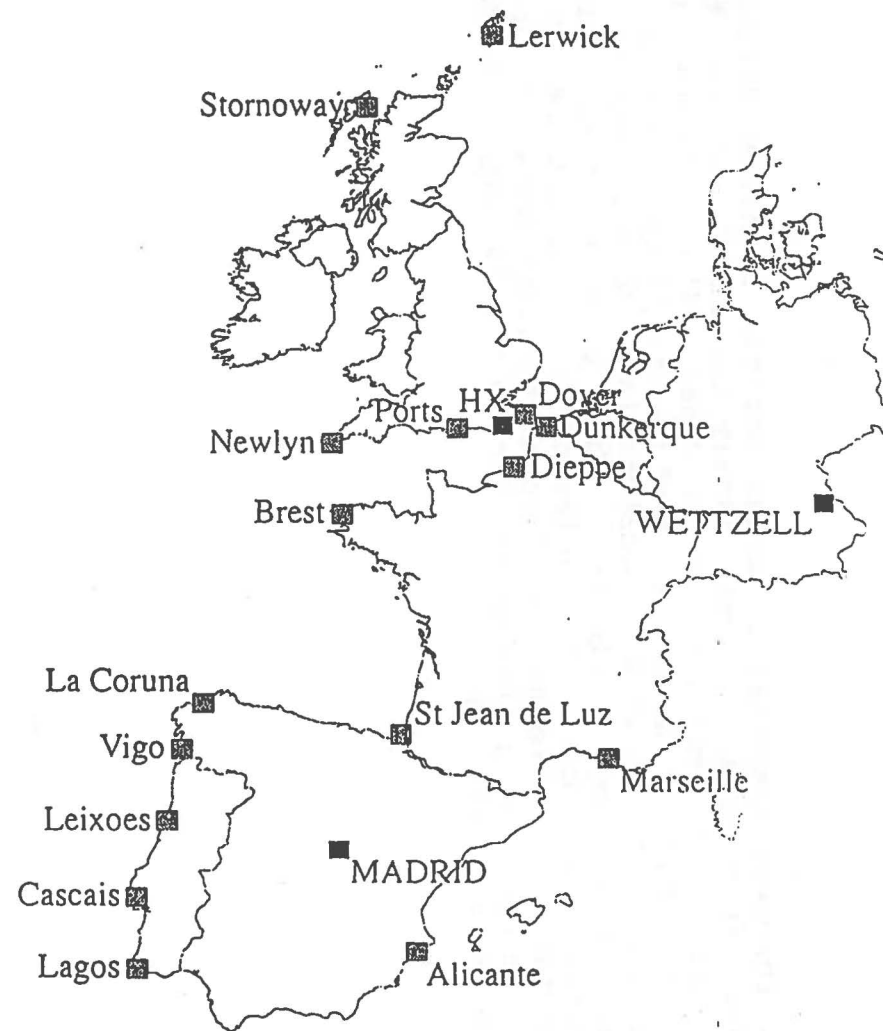 Lerwick
Stornoway
Dover
HX
Ports
Dunkerque
Newlyn
Dieppe
Brest
WETTZELL
La Coruna
St Jean de Luz
Vigo
Marseille
Leixoes
MADRID
Cascais
Lagos
Alicante